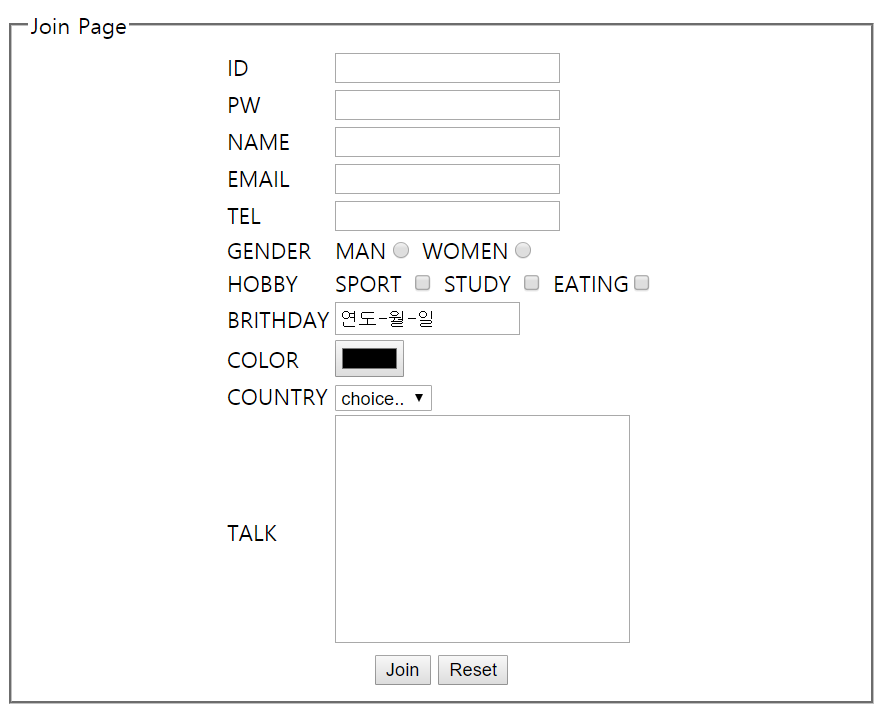 Join Page
ID
PW
NAME
EMAIL
TEL
GENDER MAN WOMEN
HOBBY SPORT STUDY EATING
BRITHDAY 연도-월-일
COLOR
COUNTRY choice..
TALK
Join Reset